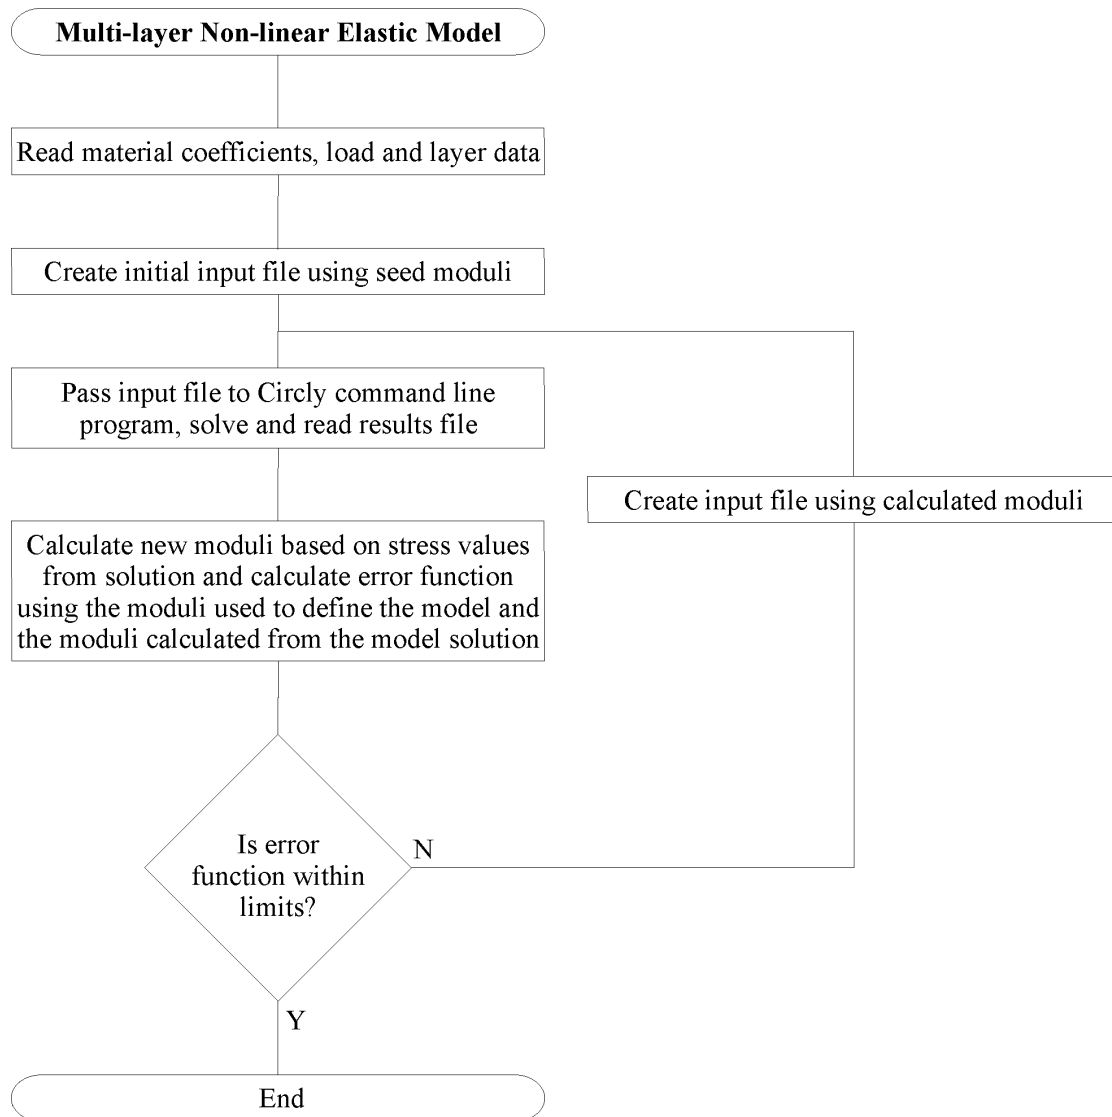 Multi-layer Non-linear Elastic Model
Read material coefficients, load and layer data
Create initial input file using seed moduli
Pass input file to Circly command line
program, solve and read results file
Create input file using calculated moduli
Calculate new moduli based on stress values
from solution and calculate error function
using the moduli used to define the model and
the moduli calculated from the model solution
Is error
function within
limits?
N
Y
End